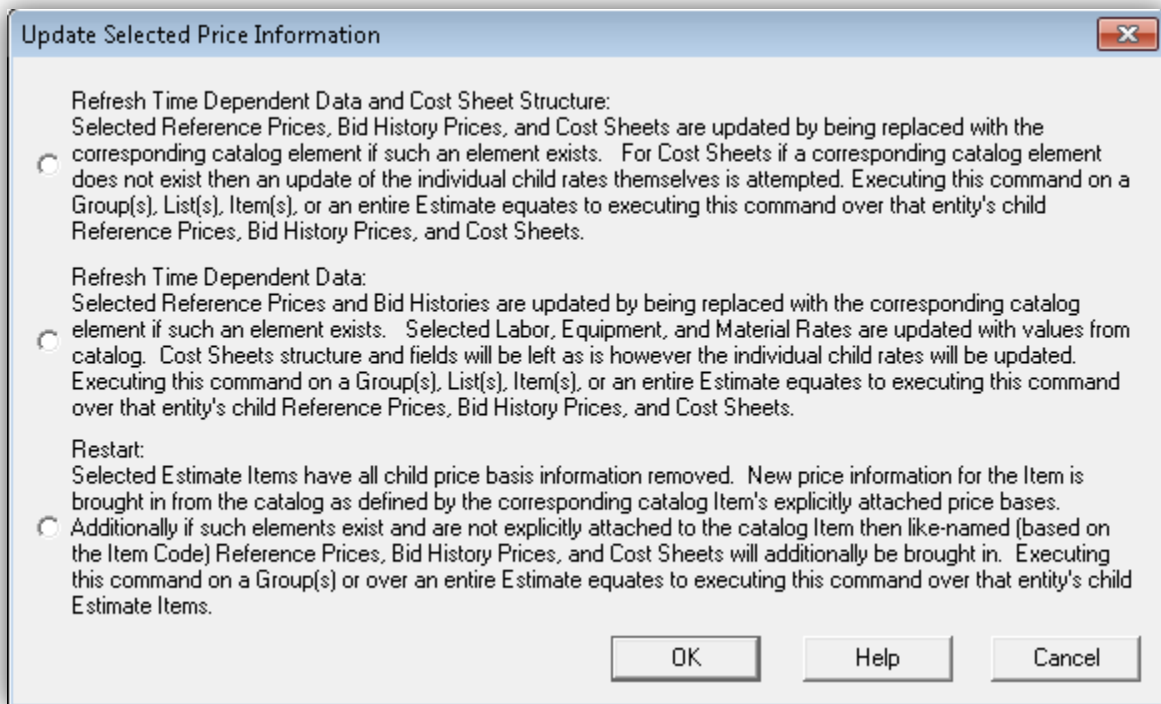 Update Selected Price Information
Refresh Time Dependent Data and Cost Sheet Structure:
Selected Reference Prices, Bid History Prices, and Cost Sheets are updated by being replaced with the
corresponding catalog element if such an element exists.   For Cost Sheets if a corresponding catalog element
does not exist then an update of the individual child rates themselves is attempted. Executing this command on a
Group(s), List(s), Item(s), or an entire Estimate equates to executing this command over that entity's child
Reference Prices, Bid History Prices, and Cost Sheets.
Refresh Time Dependent Data:
Selected Reference Prices and Bid Histories are updated by being replaced with the corresponding catalog
element if such an element exists.   Selected Labor, Equipment, and Material Rates are updated with values from
catalog.  Cost Sheets structure and fields will be left as is however the individual child rates will be updated.
Executing this command on a Group(s), List(s), Item(s), or an entire Estimate equates to executing this command
over that entity's child Reference Prices, Bid History Prices, and Cost Sheets.
Restart:
Selected Estimate Items have all child price basis information removed.  New price information for the Item is
brought in from the catalog as defined by the corresponding catalog Item's explicitly attached price bases.
Additionally if such elements exist and are not explicitly attached to the catalog Item then like-named (based on
the Item Code) Reference Prices, Bid History Prices, and Cost Sheets will additionally be brought in.  Executing
this command on a Group(s) or over an entire Estimate equates to executing this command over that entity's child
Estimate Items.
OK
Help
Cancel